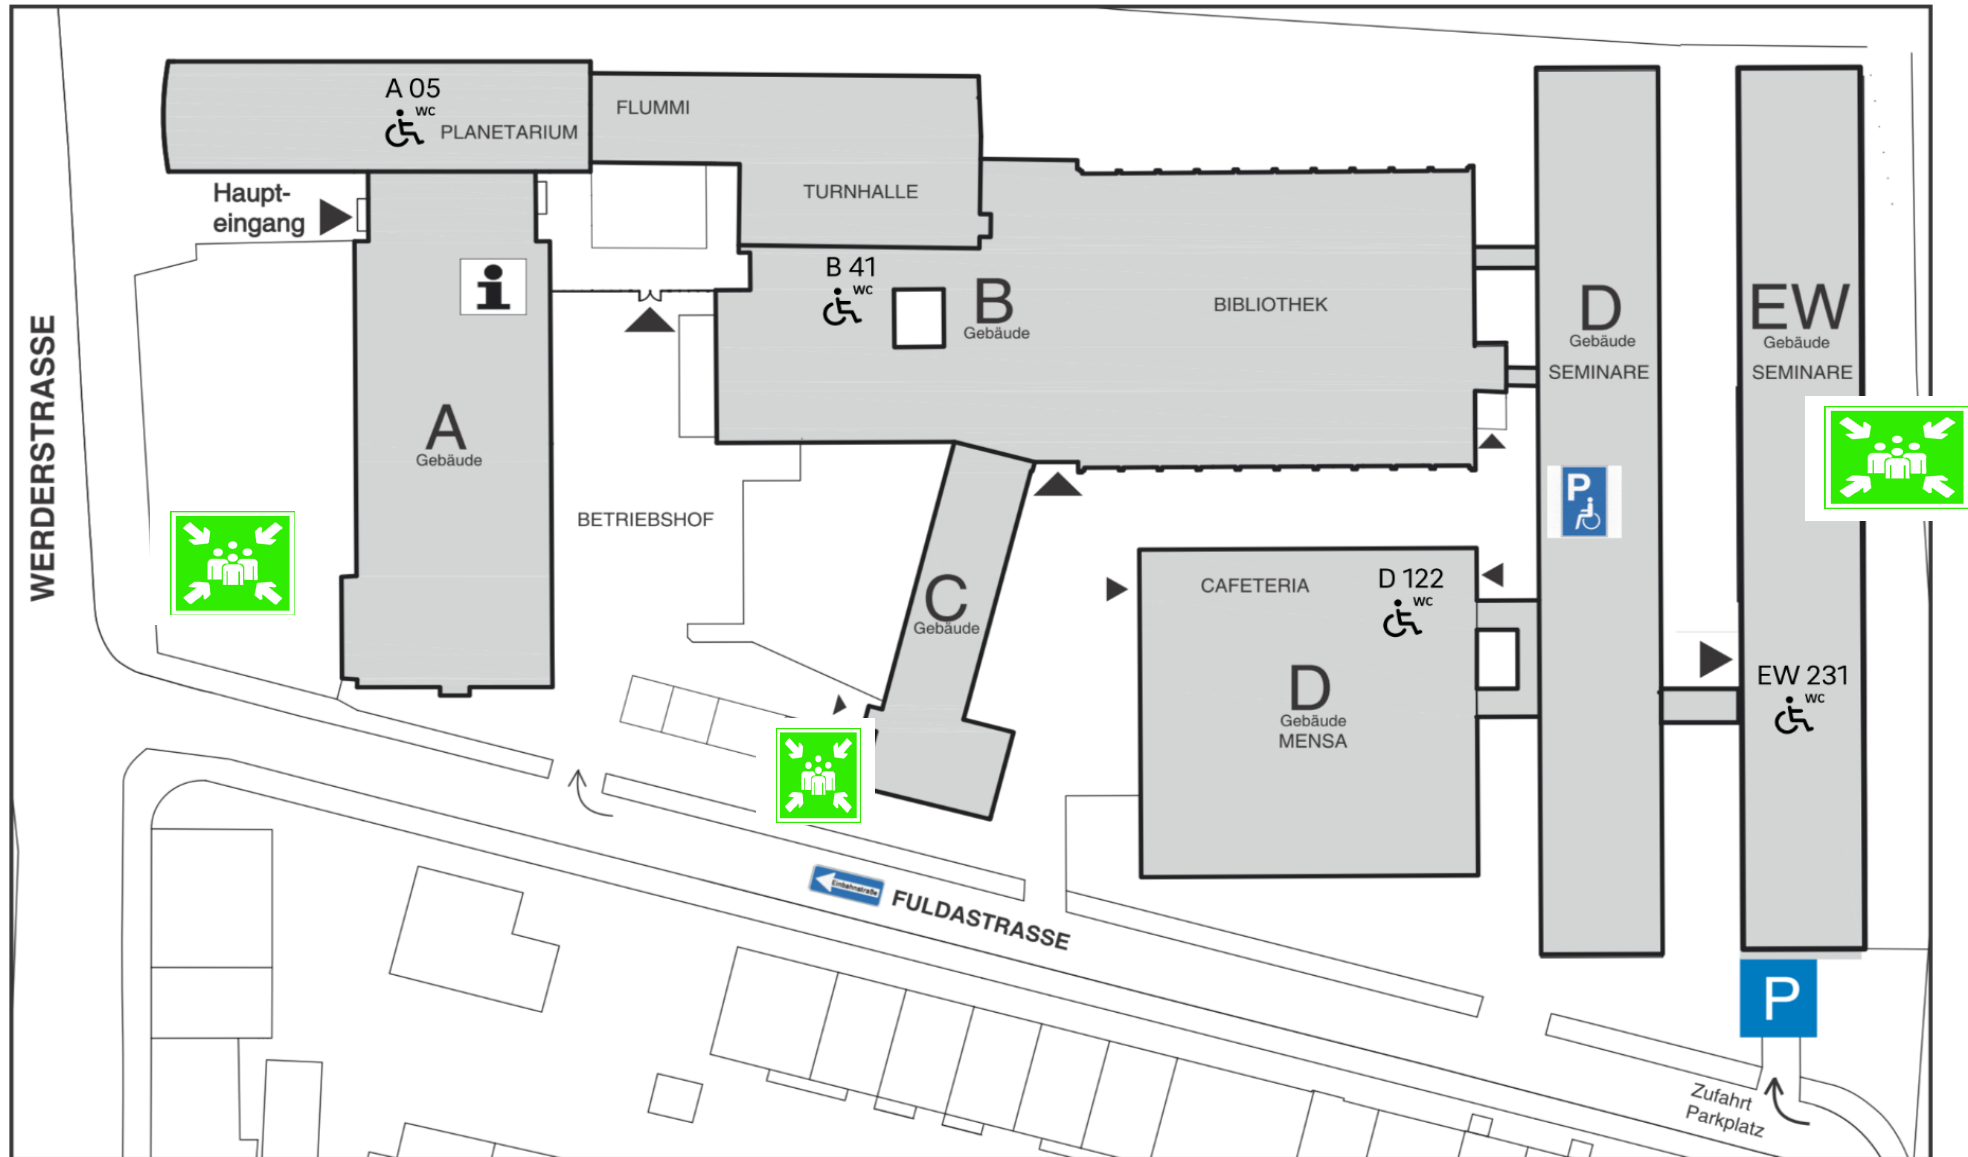 A 05
WC
PLANETARIUM
FLUMMI
Haupt-
eingang
TURNHALLE
B 41
WC
B
Gebäude
BIBLIOTHEK
D
Gebäude
SEMINARE
EW
Gebäude
SEMINARE
WERDERSTRASSE
A
Gebäude
BETRIEBSHOF
P
C
Gebäude
CAFETERIA
D 122
WC
D
Gebäude
MENSA
EW 231
WC
Einbahnstraße
FULDASTRASSE
P
Zufahrt
Parkplatz